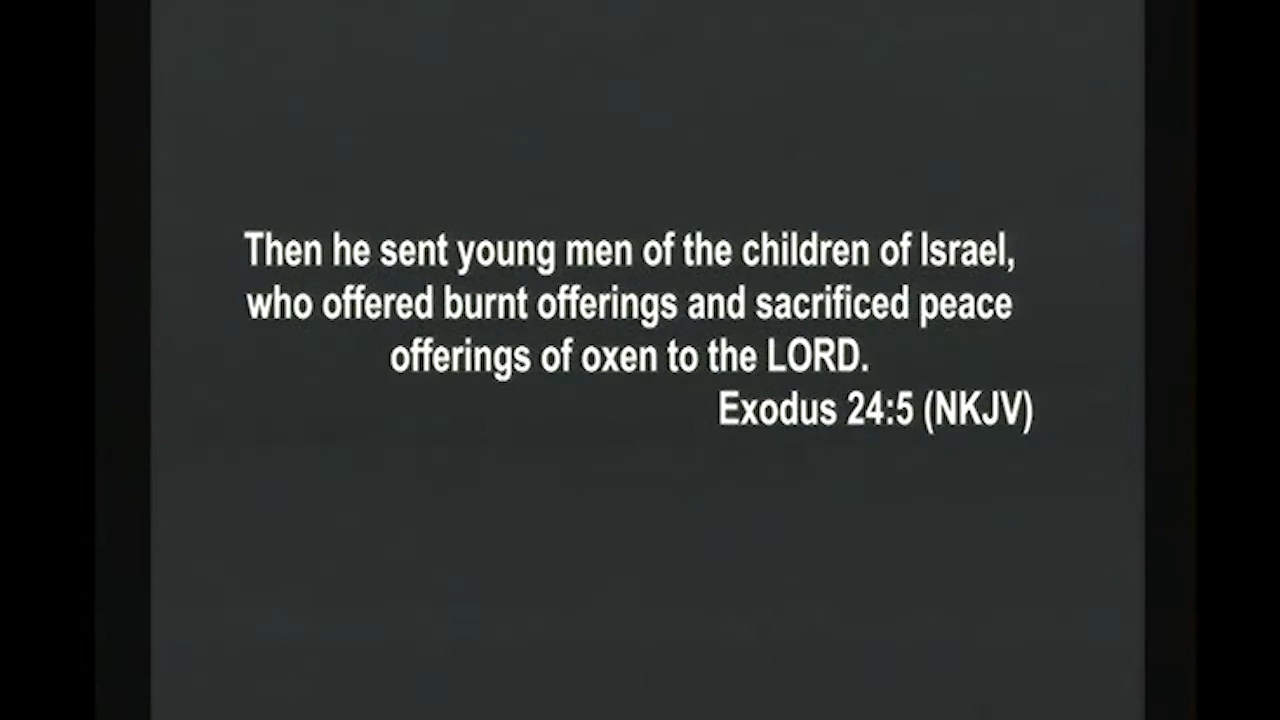 Then he sent young men of the children of Israel,
who offered burnt offerings and sacrificed peace
offerings of oxen to the LORD.
Exodus 24:5 (NKJV)